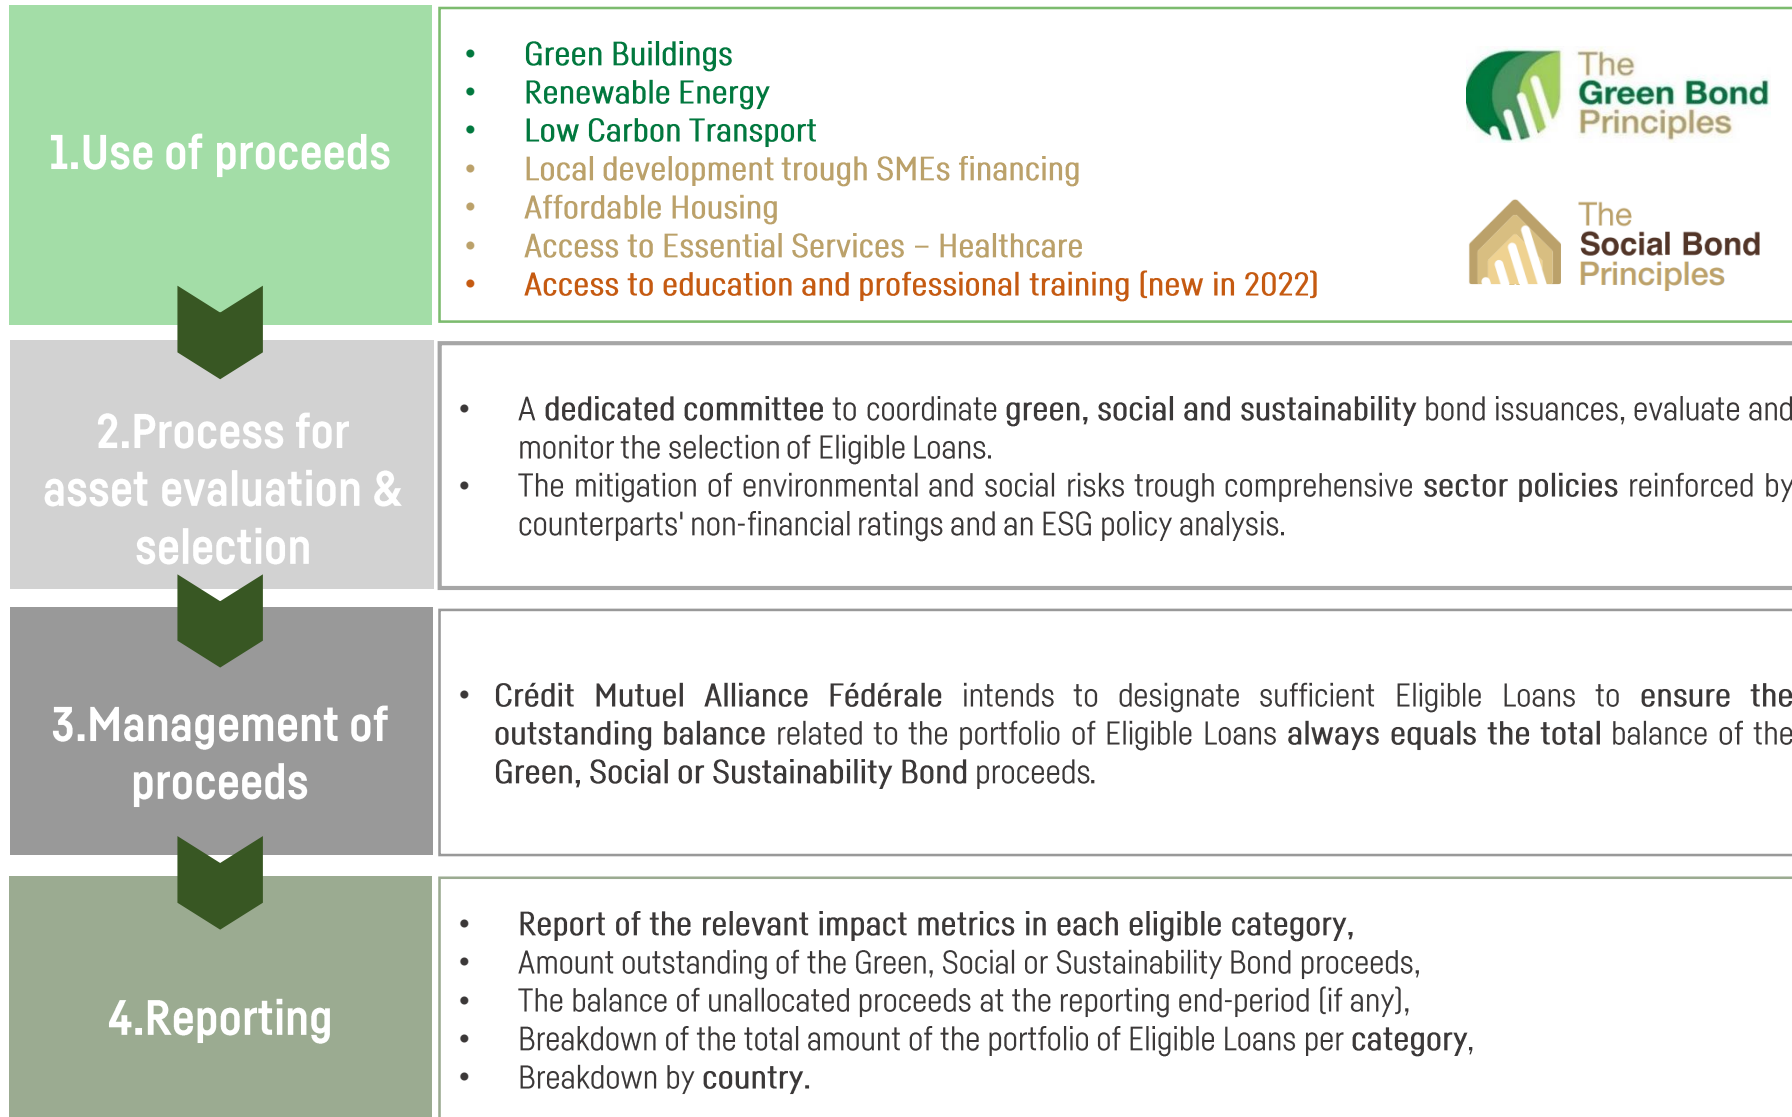 1.Use of proceeds
• Green Buildings
• Renewable Energy
• Low Carbon Transport
• Local development trough SMEs financing
• Affordable Housing
• Access to Essential Services – Healthcare
• Access to education and professional training (new in 2022)
The
Green Bond
Principles
The
Social Bond
Principles
2.Process for
asset evaluation &
selection
• A dedicated committee to coordinate green, social and sustainability bond issuances, evaluate and
monitor the selection of Eligible Loans.
• The mitigation of environmental and social risks trough comprehensive sector policies reinforced by
counterparts' non-financial ratings and an ESG policy analysis.
3.Management of
proceeds
• Crédit Mutuel Alliance Fédérale intends to designate sufficient Eligible Loans to ensure the
outstanding balance related to the portfolio of Eligible Loans always equals the total balance of the
Green, Social or Sustainability Bond proceeds.
4.Reporting
• Report of the relevant impact metrics in each eligible category,
• Amount outstanding of the Green, Social or Sustainability Bond proceeds,
• The balance of unallocated proceeds at the reporting end-period (if any),
• Breakdown of the total amount of the portfolio of Eligible Loans per category,
• Breakdown by country.